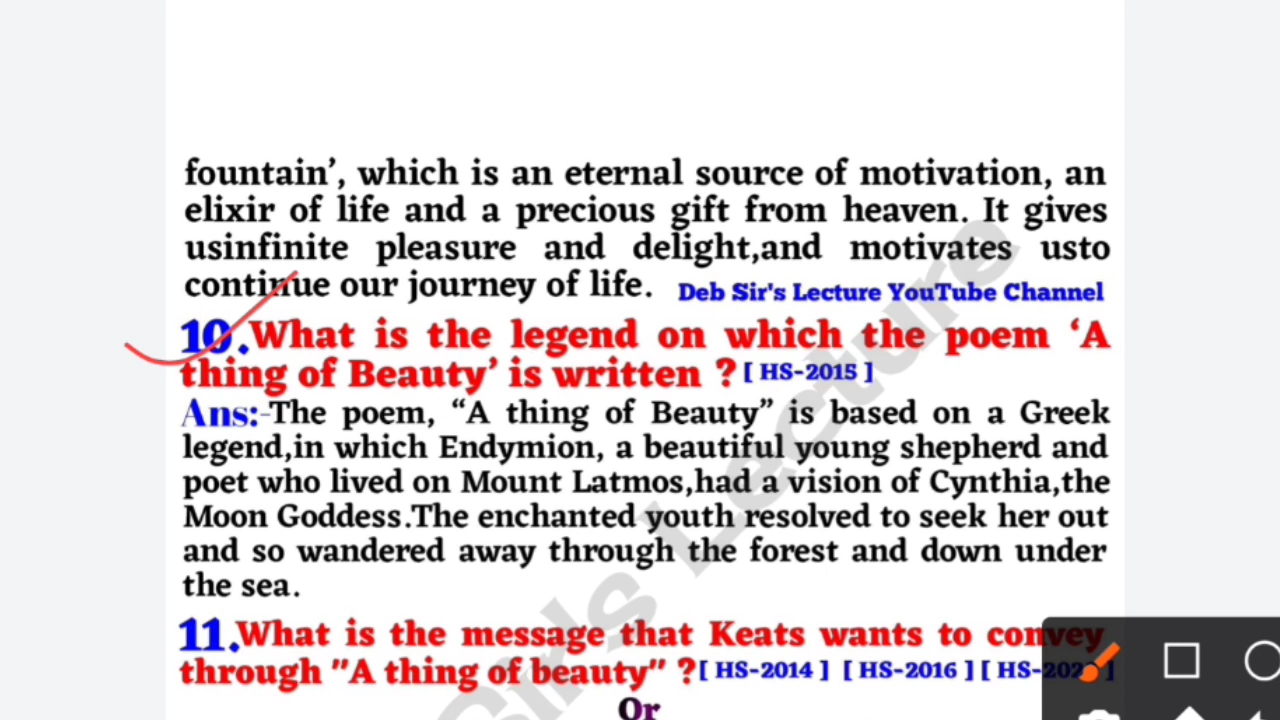 fountain’, which is an eternal source of motivation, an
elixir of life and a precious gift from heaven. It gives
usinfinite pleasure and delight,and motivates usto
continue our journey of life. Deb Sir's Lecture YouTube Channel
10.What is the legend on which the poem ‘A
thing of Beauty’ is written ? [ HS-2015 ]
Ans:-The poem, “A thing of Beauty” is based on a Greek
legend,in which Endymion, a beautiful young shepherd and
poet who lived on Mount Latmos,had a vision of Cynthia,the
Moon Goddess.The enchanted youth resolved to seek her out
and so wandered away through the forest and down under
the sea.
11.What is the message that Keats wants to convey
through "A thing of beauty" ?[ HS-2014 ] [ HS-2016 ] [ ]
Or
Sir's Lecture